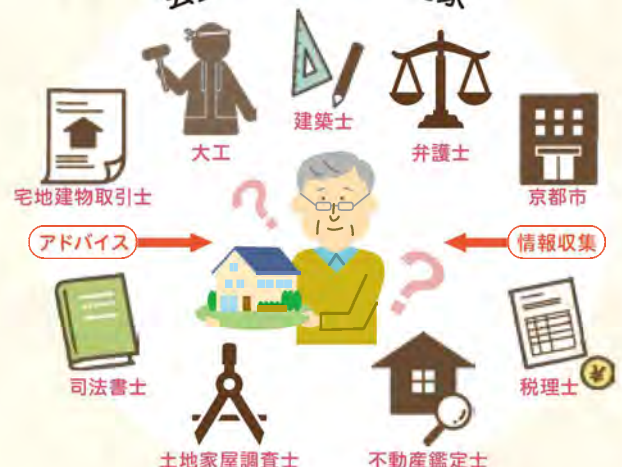 建築士
大工
弁護士
宅地建物取引士
京都市
アドバイス
情報収集
司法書士
税理士
¥
土地家屋調査士
不動産鑑定士